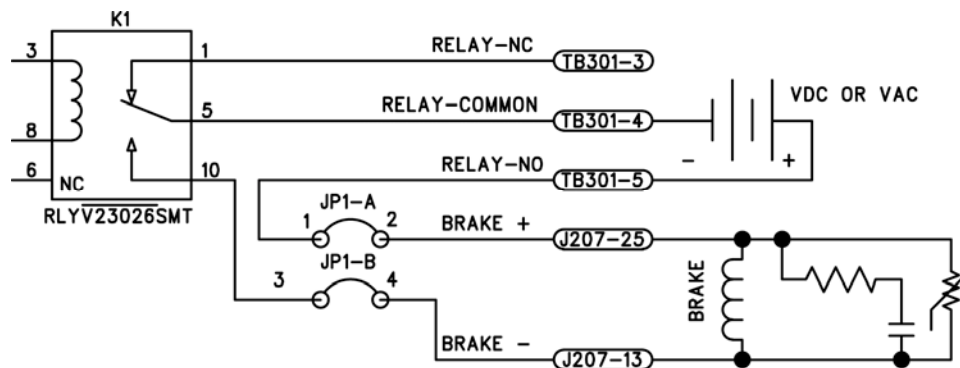 K1
3
1
RELAY-NC
TB301-3
VDC OR VAC
RELAY-COMMON
5
TB301-4
8
- +
RELAY-NO
6
NC
10
TB301-5
RLYV23026SMT
JP1-A
1
2
BRAKE +
J207-25
JP1-B
3
4
BRAKE
BRAKE -
J207-13